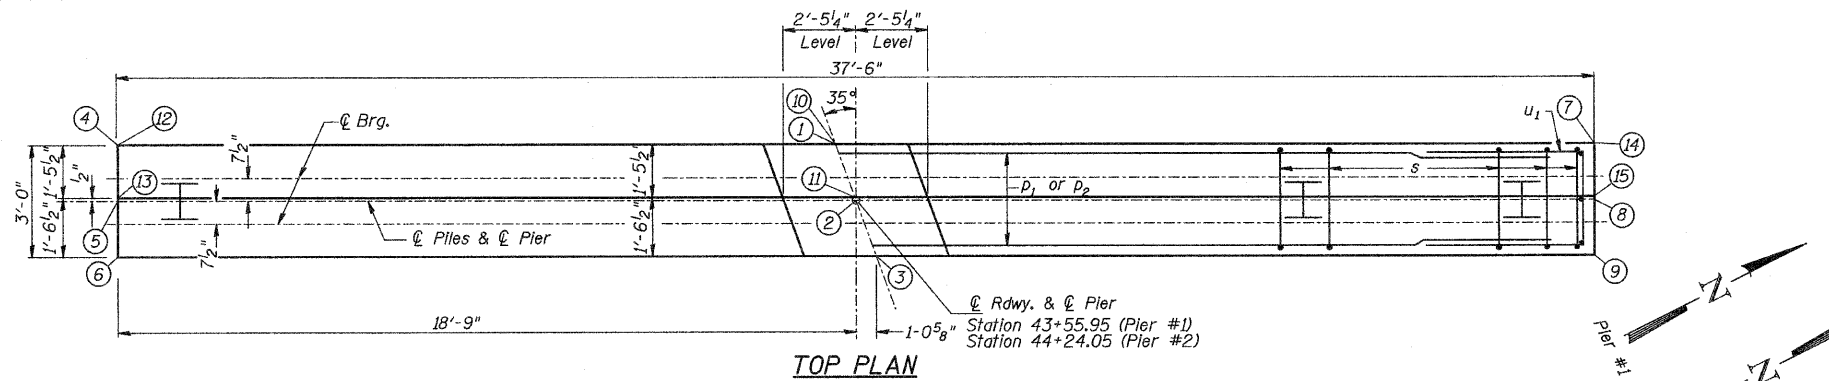 2'-5¼" 2'-5¼"
Level Level
37'-6"
35°
10
4 12 ℄ Brg. 1 7
u₁
14
3'-0" 1'-5½" ½" 7½" 1'-5½" s
13 11 p₁ or p₂ 15
5 2 8
1'-6½" 7½" ℄ Piles & ℄ Pier 1'-6½"
6 3 9
℄ Rdwy. & ℄ Pier
18'-9" 1-0⅝" Station 43+55.95 (Pier #1)
Station 44+24.05 (Pier #2)
N
Pier #1
N
TOP PLAN